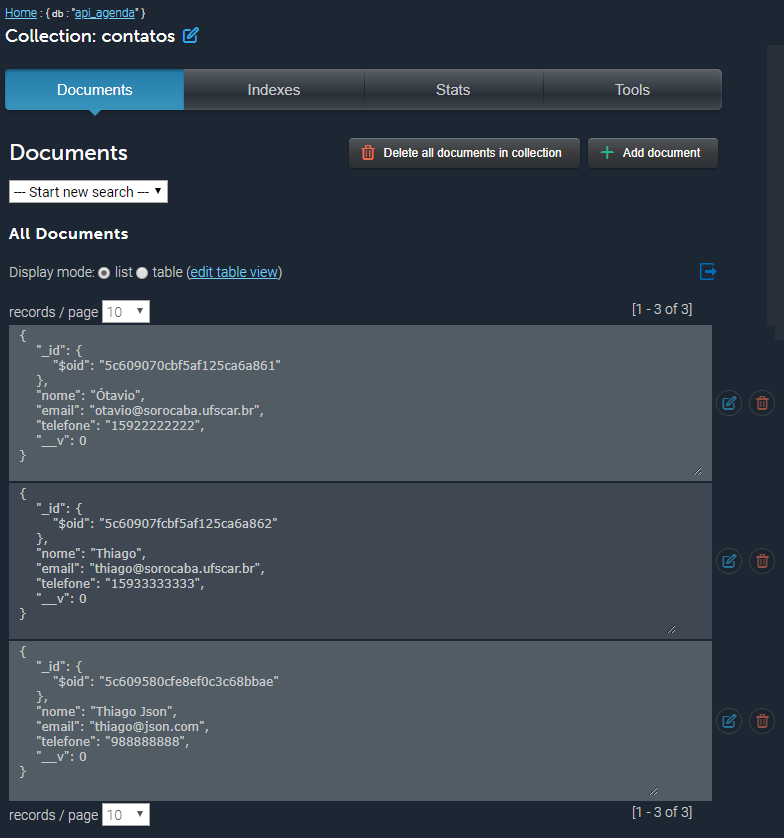 Home : { db : "api_agenda" }
Collection: contatos
Documents Indexes Stats Tools
Documents
Delete all documents in collection
Add document
--- Start new search ---
All Documents
Display mode: list table (edit table view)
records / page 10 [1 - 3 of 3]
{
"_id": {
"$oid": "5c609070cbf5af125ca6a861"
},
"nome": "Ótavio",
"email": "otavio@sorocaba.ufscar.br",
"telefone": "15922222222",
"__v": 0
}
{
"_id": {
"$oid": "5c60907fcbf5af125ca6a862"
},
"nome": "Thiago",
"email": "thiago@sorocaba.ufscar.br",
"telefone": "15933333333",
"__v": 0
}
{
"_id": {
"$oid": "5c609580cfe8ef0c3c68bbae"
},
"nome": "Thiago Json",
"email": "thiago@json.com",
"telefone": "988888888",
"__v": 0
}
records / page 10 [1 - 3 of 3]